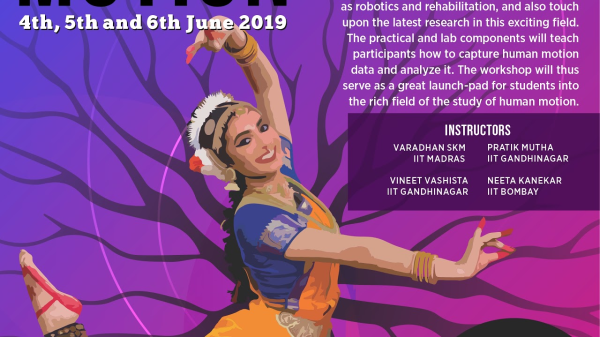 MOTION
4th, 5th and 6th June 2019
as robotics and rehabilitation, and also touch
upon the latest research in this exciting field.
The practical and lab components will teach
participants how to capture human motion
data and analyze it. The workshop will thus
serve as a great launch-pad for students into
the rich field of the study of human motion.
INSTRUCTORS
VARADHAN SKM
IIT MADRAS
PRATIK MUTHA
IIT GANDHINAGAR
VINEET VASHISTA
IIT GANDHINAGAR
NEETA KANEKAR
IIT BOMBAY